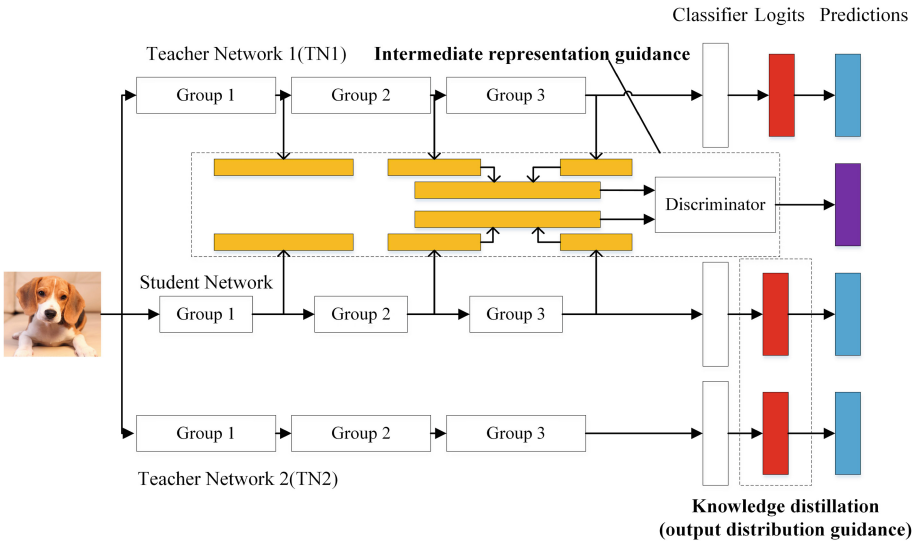 Classifier Logits Predictions
Teacher Network 1(TN1)
Intermediate representation guidance
Group 1
Group 2
Group 3
Discriminator
Student Network
Group 1
Group 2
Group 3
Group 1
Group 2
Group 3
Teacher Network 2(TN2)
Knowledge distillation
(output distribution guidance)